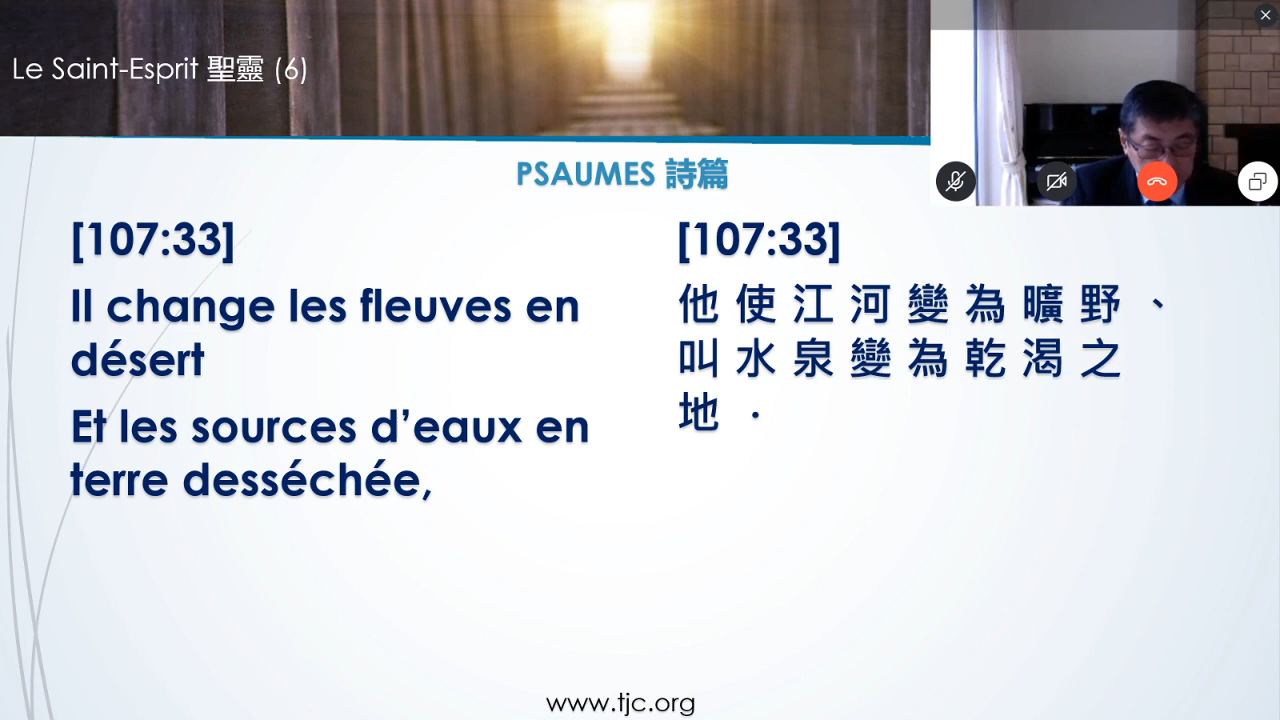 Le Saint-Esprit 聖靈 (6)
PSAUMES 詩篇
[107:33]
Il change les fleuves en
désert
Et les sources d’eaux en
terre desséchée,
[107:33]
他使江河變為曠野、
叫水泉變為乾渴之
地．
www.tjc.org